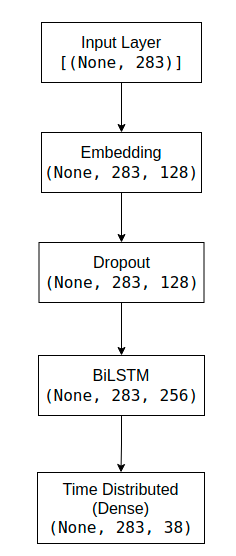 Input Layer
[(None, 283)]
Embedding
(None, 283, 128)
Dropout
(None, 283, 128)
BiLSTM
(None, 283, 256)
Time Distributed
(Dense)
(None, 283, 38)